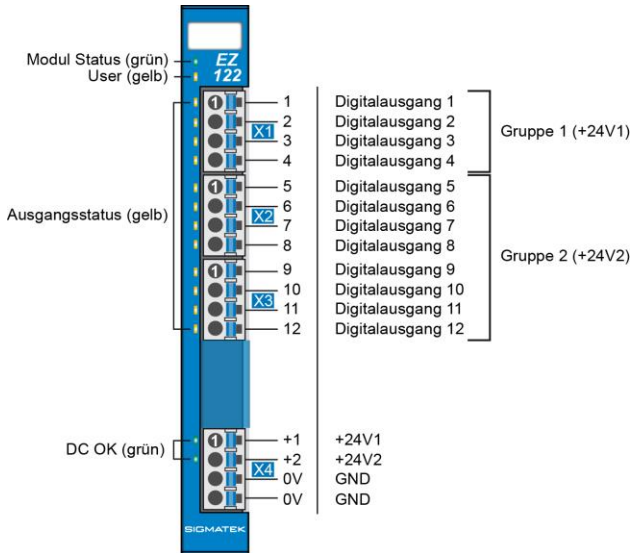 Modul Status (grün)
EZ
User (gelb)
122
1
1
Digitalausgang 1
2
Digitalausgang 2
X1
3
Digitalausgang 3
4
Digitalausgang 4
Gruppe 1 (+24V1)
1
5
Digitalausgang 5
6
Digitalausgang 6
Ausgangsstatus (gelb)
X2
7
Digitalausgang 7
8
Digitalausgang 8
1
9
Digitalausgang 9
10
Digitalausgang 10
X3
11
Digitalausgang 11
12
Digitalausgang 12
Gruppe 2 (+24V2)
DC OK (grün)
1
+1
+24V1
+2
+24V2
X4
0V
GND
0V
GND
SIGMATEK